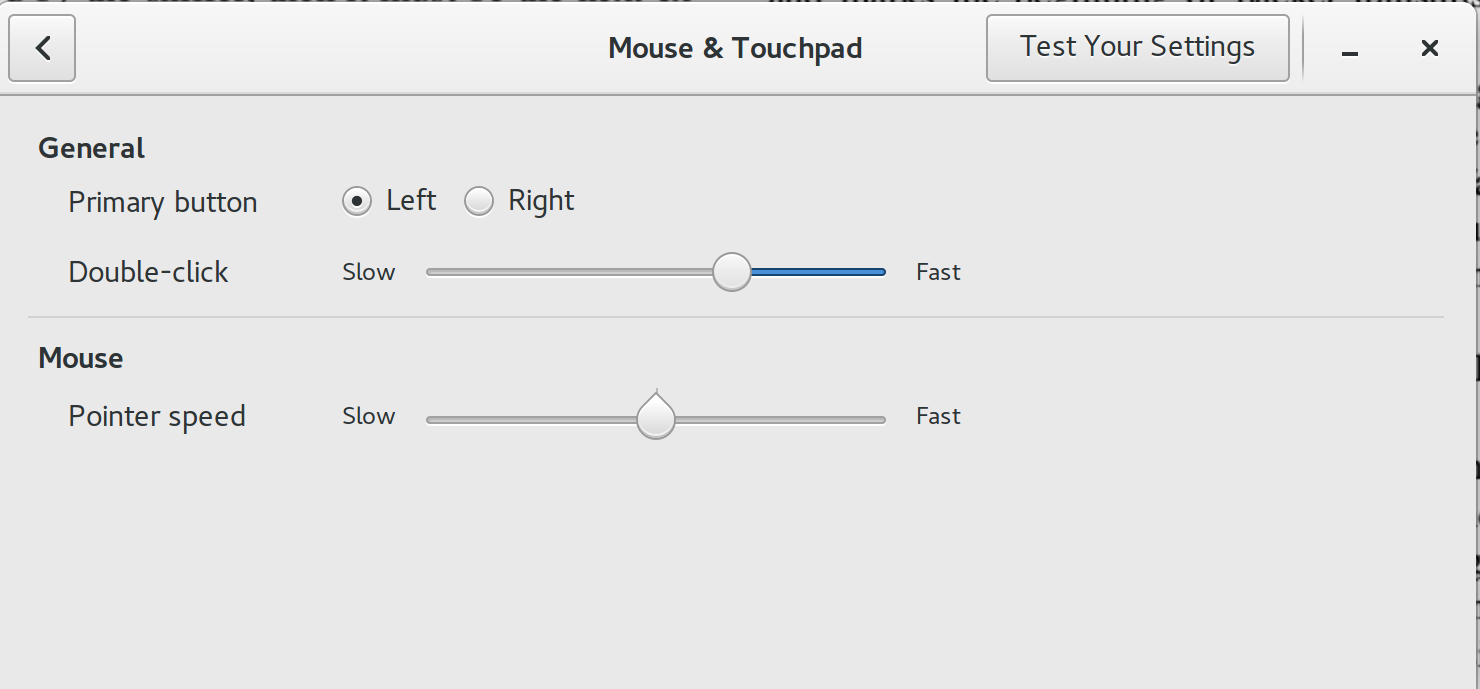 Mouse & Touchpad
Test Your Settings
General
Primary button Left Right
Double-click Slow Fast
Mouse
Pointer speed Slow Fast